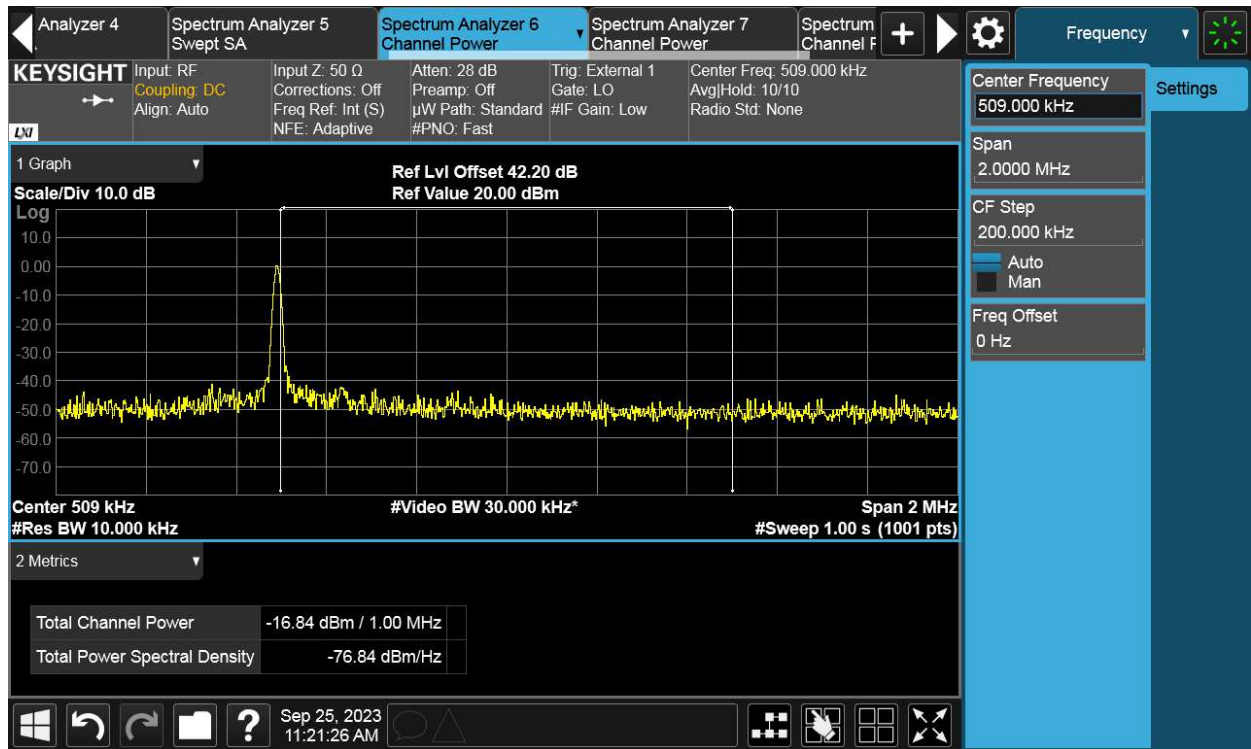 Analyzer 4
Spectrum Analyzer 5
Swept SA
Spectrum Analyzer 6
Channel Power
Spectrum Analyzer 7
Channel Power
Spectrum
Channel
Frequency
KEYSIGHT
LXI
Input: RF
Coupling: DC
Align: Auto
Input Z: 50 Ω
Corrections: Off
Freq Ref: Int (S)
NFE: Adaptive
Atten: 28 dB
Preamp: Off
µW Path: Standard
#PNO: Fast
Trig: External 1
Gate: LO
#IF Gain: Low
Center Freq: 509.000 kHz
Avg|Hold: 10/10
Radio Std: None
1 Graph
Scale/Div 10.0 dB
Ref Lvl Offset 42.20 dB
Ref Value 20.00 dBm
Log
10.0
0.00
-10.0
-20.0
-30.0
-40.0
-50.0
-60.0
-70.0
Center 509 kHz
#Video BW 30.000 kHz*
Span 2 MHz
#Res BW 10.000 kHz
#Sweep 1.00 s (1001 pts)
2 Metrics
Total Channel Power -16.84 dBm / 1.00 MHz
Total Power Spectral Density -76.84 dBm/Hz
Sep 25, 2023
11:21:26 AM
Center Frequency
509.000 kHz
Span
2.0000 MHz
CF Step
200.000 kHz
Auto
Man
Freq Offset
0 Hz
Settings